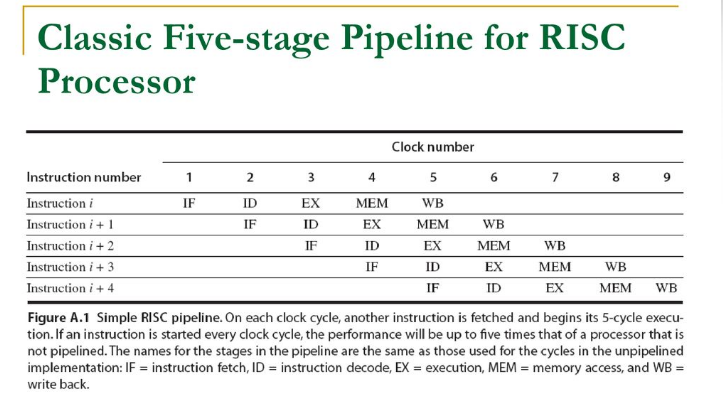 Classic Five-stage Pipeline for RISC
Processor
Clock number
Instruction number 1 2 3 4 5 6 7 8 9
Instruction i IF ID EX MEM WB
Instruction i + 1 IF ID EX MEM WB
Instruction i + 2 IF ID EX MEM WB
Instruction i + 3 IF ID EX MEM WB
Instruction i + 4 IF ID EX MEM WB
Figure A.1 Simple RISC pipeline. On each clock cycle, another instruction is fetched and begins its 5-cycle execu-
tion. If an instruction is started every clock cycle, the performance will be up to five times that of a processor that is
not pipelined. The names for the stages in the pipeline are the same as those used for the cycles in the unpipelined
implementation: IF = instruction fetch, ID = instruction decode, EX = execution, MEM = memory access, and WB =
write back.